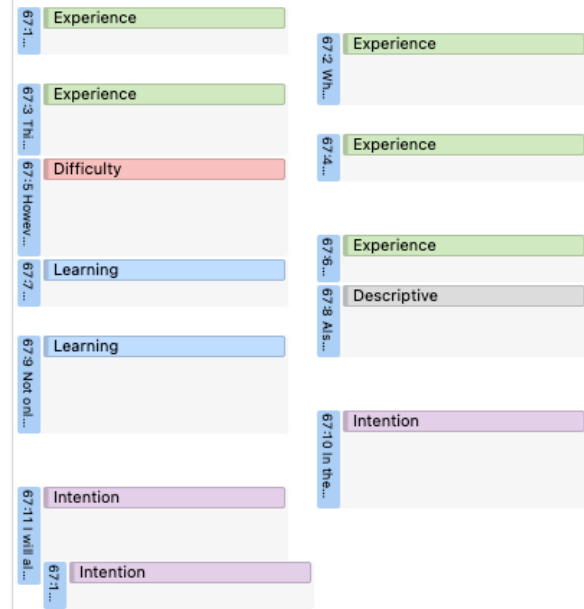 67:1...
Experience
67:2 Wh...
Experience
67:3 Thi...
Experience
67:4...
Experience
67:5 Howev...
Difficulty
67:6...
Experience
67:7...
Learning
67:8 Als...
Descriptive
67:9 Not onl...
Learning
67:10 In the...
Intention
67:11 I will al...
Intention
67:1...
Intention